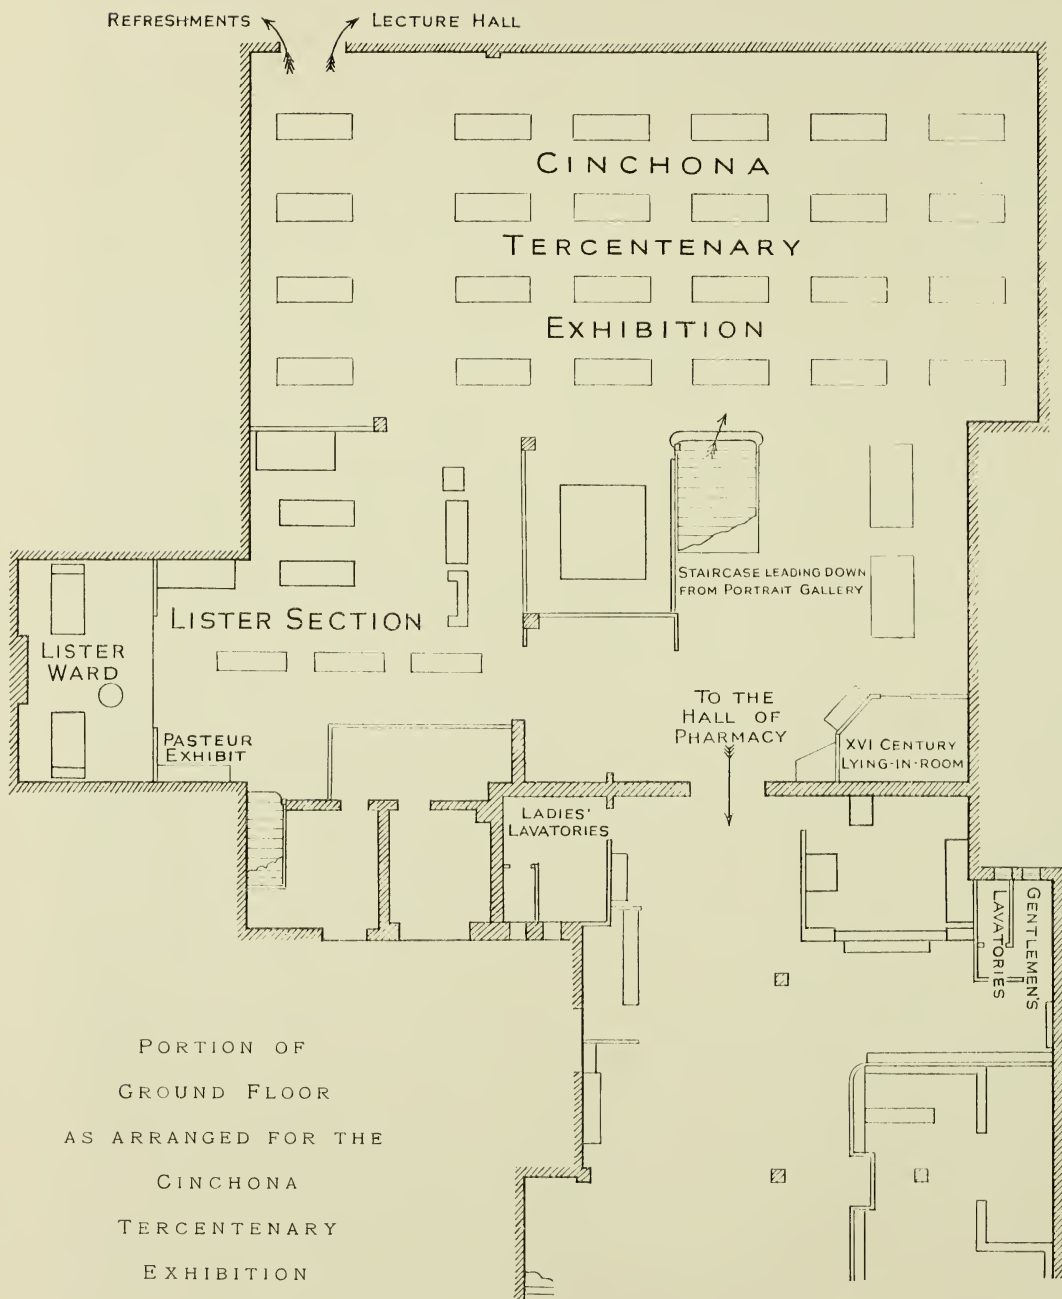 REFRESHMENTS
LECTURE HALL
CINCHONA
TERCENTENARY
EXHIBITION
STAIRCASE LEADING DOWN
FROM PORTRAIT GALLERY
LISTER SECTION
LISTER
WARD
TO THE
HALL OF
PHARMACY
PASTEUR
EXHIBIT
XVI CENTURY
LYING-IN-ROOM
LADIES'
LAVATORIES
GENTLEMEN'S
LAVATORIES
PORTION OF
GROUND FLOOR
AS ARRANGED FOR THE
CINCHONA
TERCENTENARY
EXHIBITION